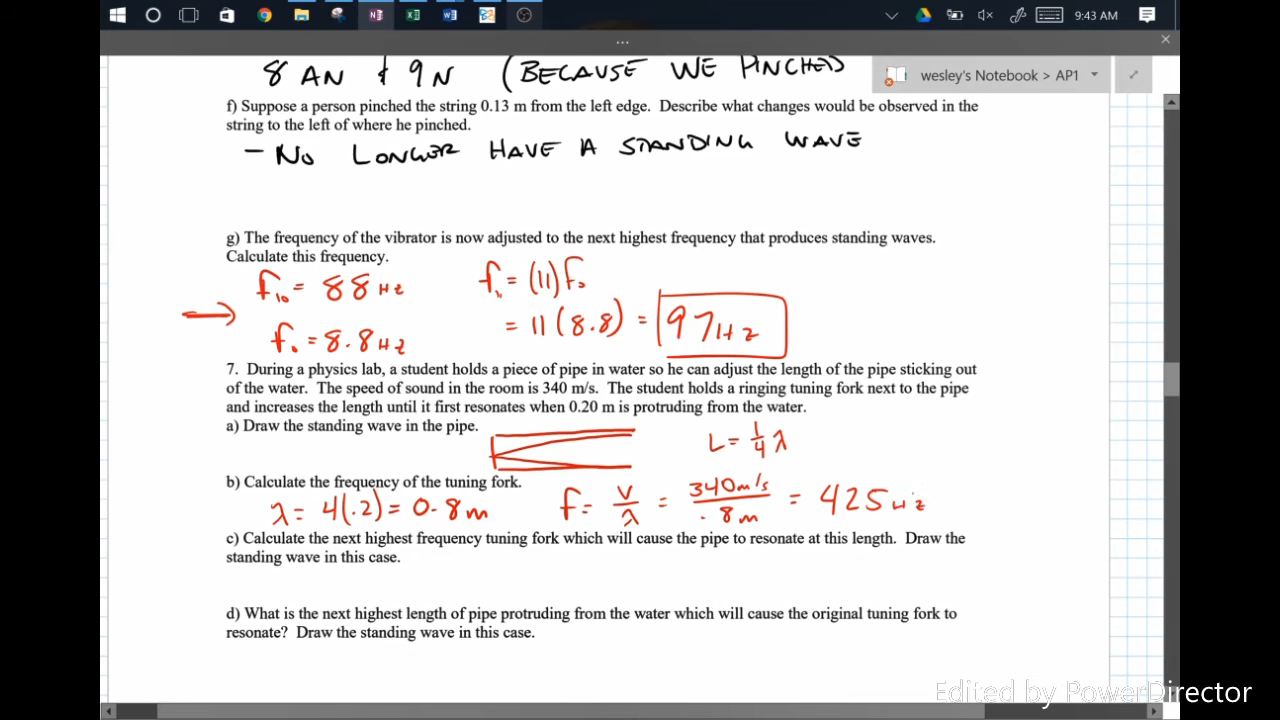 9:43 AM
...
wesley's Notebook > AP1
8 AN & 9 N (BECAUSE WE PINCHED
f) Suppose a person pinched the string 0.13 m from the left edge. Describe what changes would be observed in the
string to the left of where he pinched.
- No LONGER HAVE A STANDING WAVE
g) The frequency of the vibrator is now adjusted to the next highest frequency that produces standing waves.
Calculate this frequency.
f₁₀ = 88 Hz
f₁₁ = (11) f₀
= 11 (8.8) = 97 Hz
f₀ = 8.8 Hz
7. During a physics lab, a student holds a piece of pipe in water so he can adjust the length of the pipe sticking out
of the water. The speed of sound in the room is 340 m/s. The student holds a ringing tuning fork next to the pipe
and increases the length until it first resonates when 0.20 m is protruding from the water.
a) Draw the standing wave in the pipe.
L = 1/4 λ
b) Calculate the frequency of the tuning fork.
λ = 4(.2) = 0.8 m f = v/λ = 340 m/s / .8 m = 425 Hz
c) Calculate the next highest frequency tuning fork which will cause the pipe to resonate at this length. Draw the
standing wave in this case.
d) What is the next highest length of pipe protruding from the water which will cause the original tuning fork to
resonate? Draw the standing wave in this case.
Edited by PowerDirector